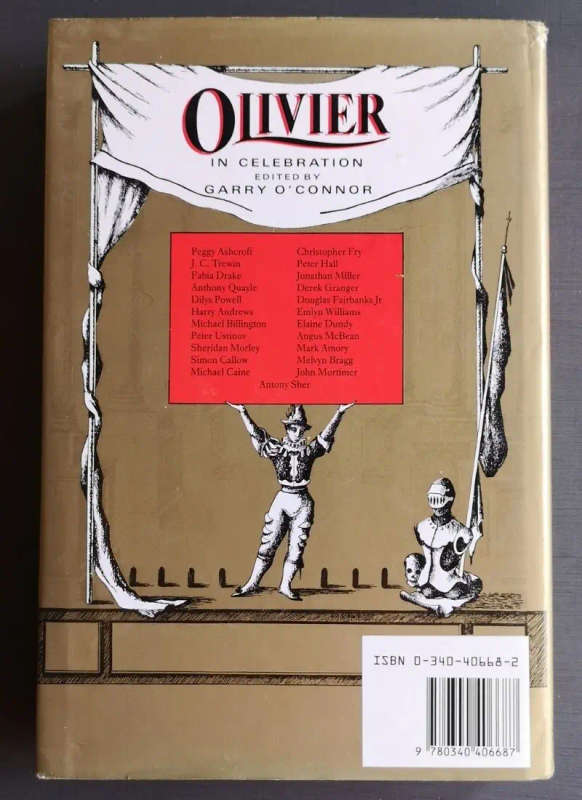 OLIVIER
IN CELEBRATION
EDITED BY
GARRY O'CONNOR
Peggy Ashcroft
J. C. Trewin
Fabia Drake
Anthony Quayle
Dilys Powell
Harry Andrews
Michael Billington
Peter Ustinov
Sheridan Morley
Simon Callow
Michael Caine
Christopher Fry
Peter Hall
Jonathan Miller
Derek Granger
Douglas Fairbanks Jr
Emlyn Williams
Elaine Dundy
Angus McBean
Mark Amory
Melvyn Bragg
John Mortimer
Antony Sher
ISBN 0-340-40668-2
9 780340 406687